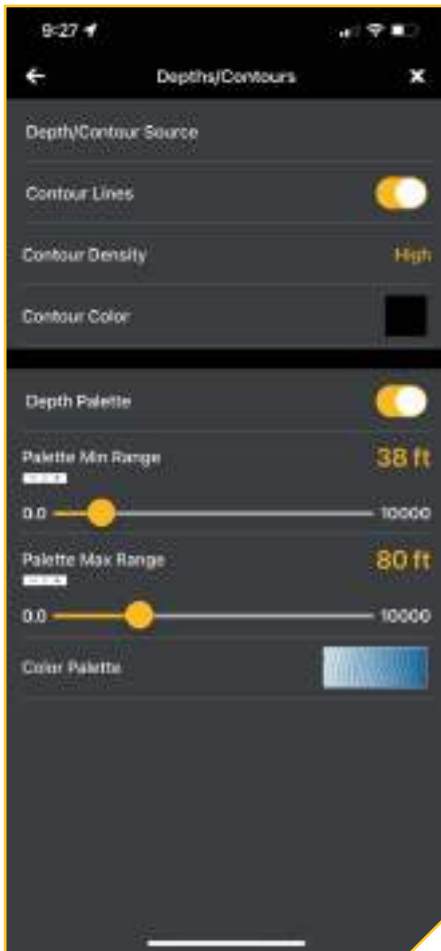 9:27
Depths/Contours
Depth/Contour Source
Contour Lines
Contour Density High
Contour Color
Depth Palette
Palette Min Range 38 ft
0.0 10000
Palette Max Range 80 ft
0.0 10000
Color Palette